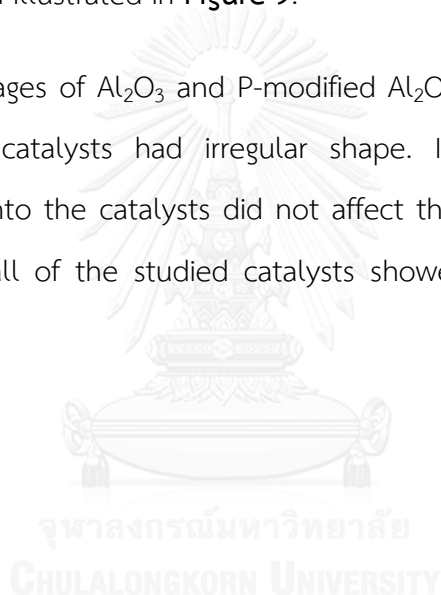 illustrated in Figure 9.
ages of Al₂O₃ and P-modified Al₂O
catalysts had irregular shape. I
nto the catalysts did not affect th
all of the studied catalysts showe
จุฬาลงกรณ์มหาวิทยาลัย
CHULALONGKORN UNIVERSITY